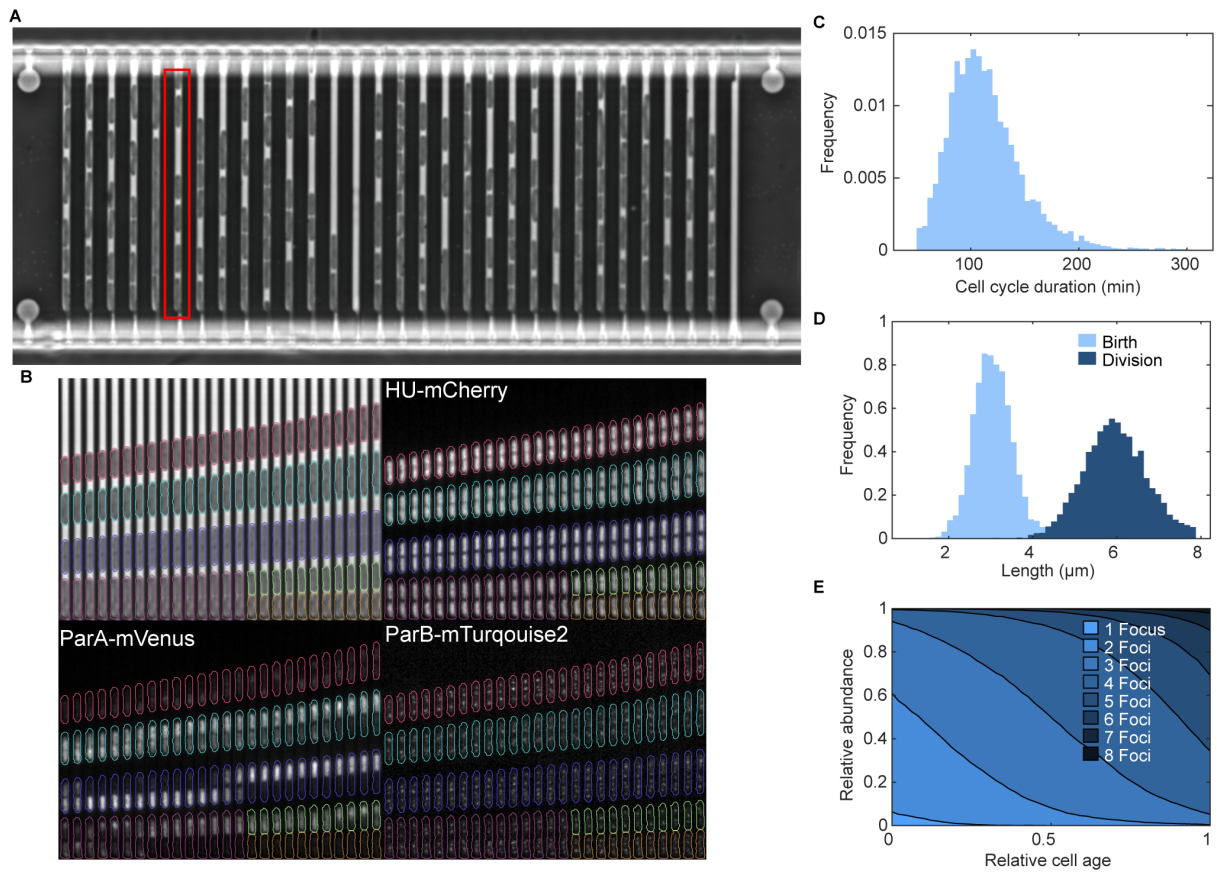 A
B
HU-mCherry
ParA-mVenus
ParB-mTurqouise2
C
0.015
0.01
0.005
0
Frequency
100
200
300
Cell cycle duration (min)
D
1
0.8
0.6
0.4
0.2
0
Frequency
Birth
Division
2
4
6
8
Length (μm)
E
1
0.8
0.6
0.4
0.2
0
Relative abundance
1 Focus
2 Foci
3 Foci
4 Foci
5 Foci
6 Foci
7 Foci
8 Foci
0
0.5
1
Relative cell age